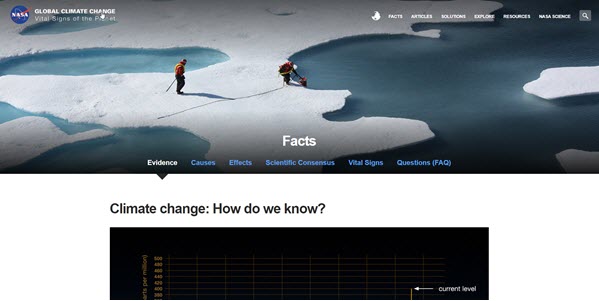 NASA
GLOBAL CLIMATE CHANGE
Vital Signs of the Planet
FACTS ARTICLES SOLUTIONS EXPLORE RESOURCES NASA SCIENCE
Facts
Evidence Causes Effects Scientific Consensus Vital Signs Questions (FAQ)
Climate change: How do we know?
500
480
460
440
420
400
380
current level
arts per million)